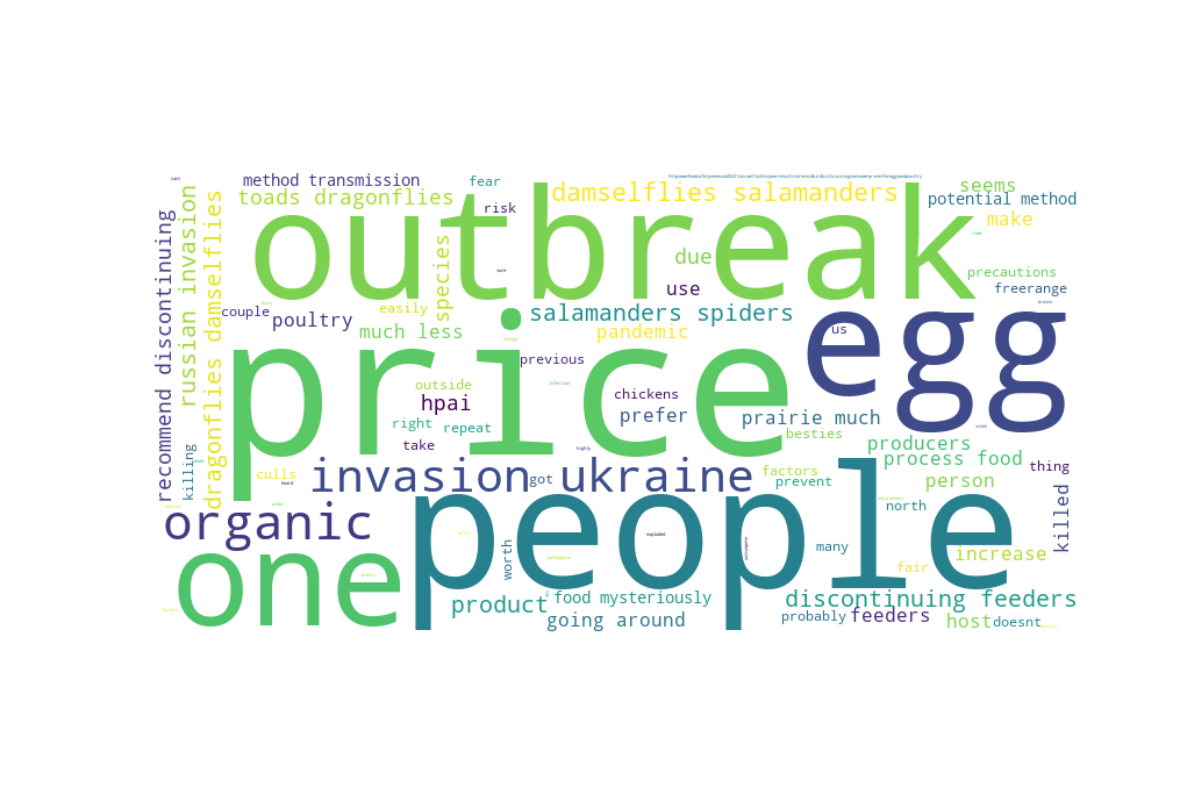 method transmission
fear
toads dragonflies
risk
damselflies salamanders
seems
potential method
make
outbreak
recommend discontinuing
russian invasion
dragonflies damselflies
species
due
use
precautions
freerange
couple
poultry
easily
much less
salamanders spiders
pandemic
us
egg
price
previous
outside
hpai
chickens
prefer
prairie much
right
repeat
take
besties
producers
process food
killing
culls
invasion
got
ukraine
factors
prevent
person
thing
killed
organic
people
north
one
worth
many
increase
fair
product
food mysteriously
going around
discontinuing feeders
probably
feeders
host
doesnt